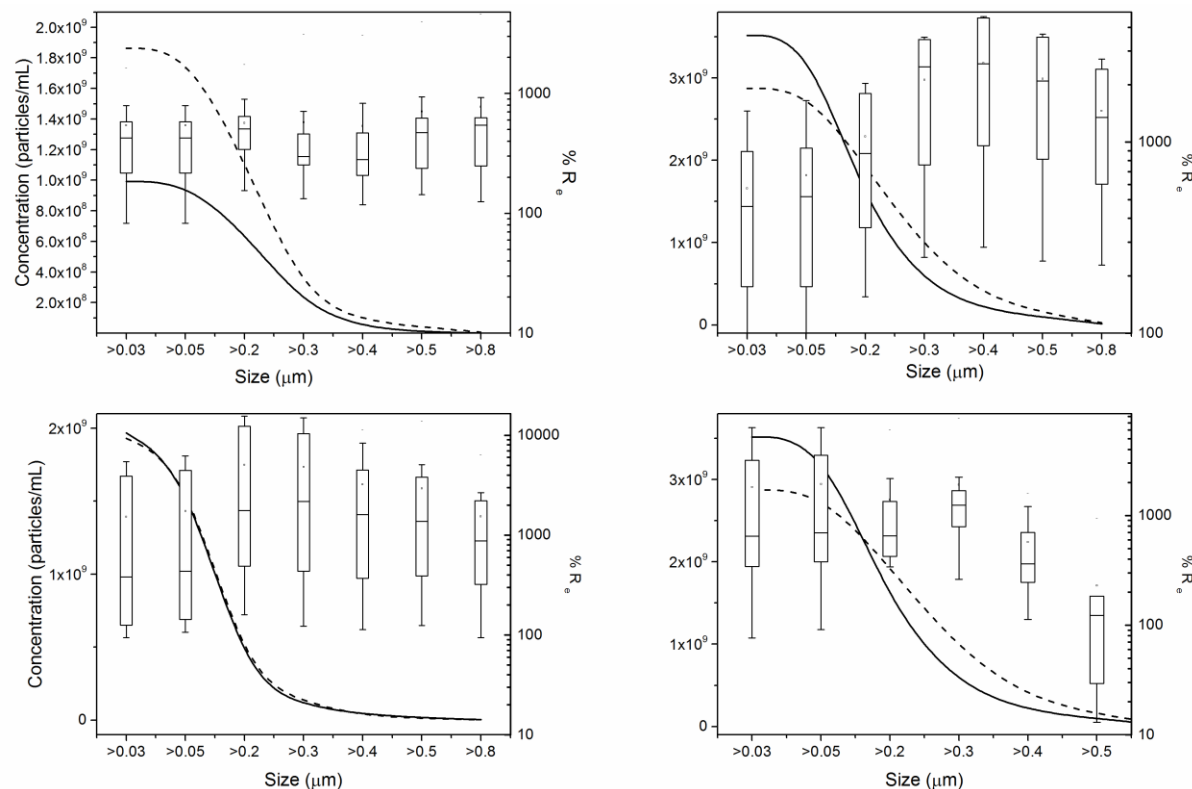 Concentration (particles/mL)
2.0x10⁹
1.8x10⁹
1.6x10⁹
1.4x10⁹
1.2x10⁹
1.0x10⁹
8.0x10⁸
6.0x10⁸
4.0x10⁸
2.0x10⁸
1000
100
10
% Rₑ
>0.03 >0.05 >0.2 >0.3 >0.4 >0.5 >0.8
Size (μm)
3x10⁹
2x10⁹
1x10⁹
0
1000
100
% Rₑ
>0.03 >0.05 >0.2 >0.3 >0.4 >0.5 >0.8
Size (μm)
Concentration (particles/mL)
2x10⁹
1x10⁹
0
10000
1000
100
10
% Rₑ
>0.03 >0.05 >0.2 >0.3 >0.4 >0.5 >0.8
Size (μm)
3x10⁹
2x10⁹
1x10⁹
0
1000
100
10
% Rₑ
>0.03 >0.05 >0.2 >0.3 >0.4 >0.5
Size (μm)